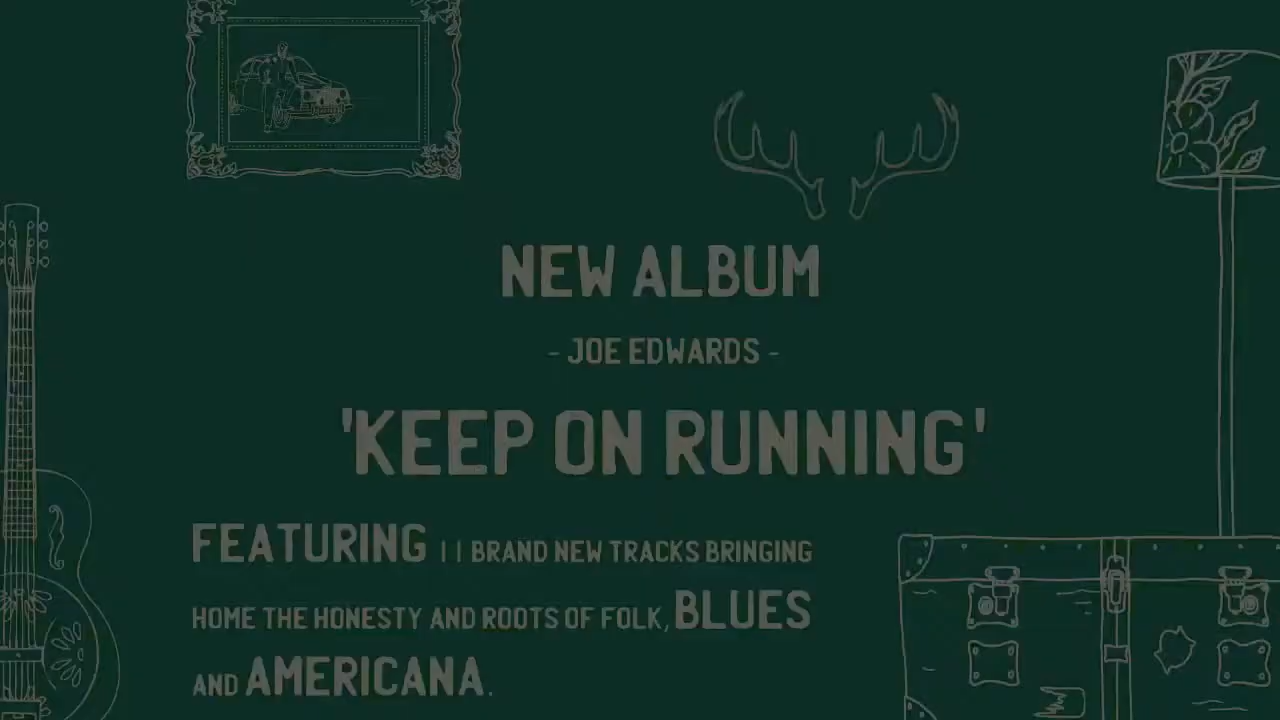 NEW ALBUM
- JOE EDWARDS -
'KEEP ON RUNNING'
FEATURING 11 BRAND NEW TRACKS BRINGING
HOME THE HONESTY AND ROOTS OF FOLK, BLUES
AND AMERICANA.